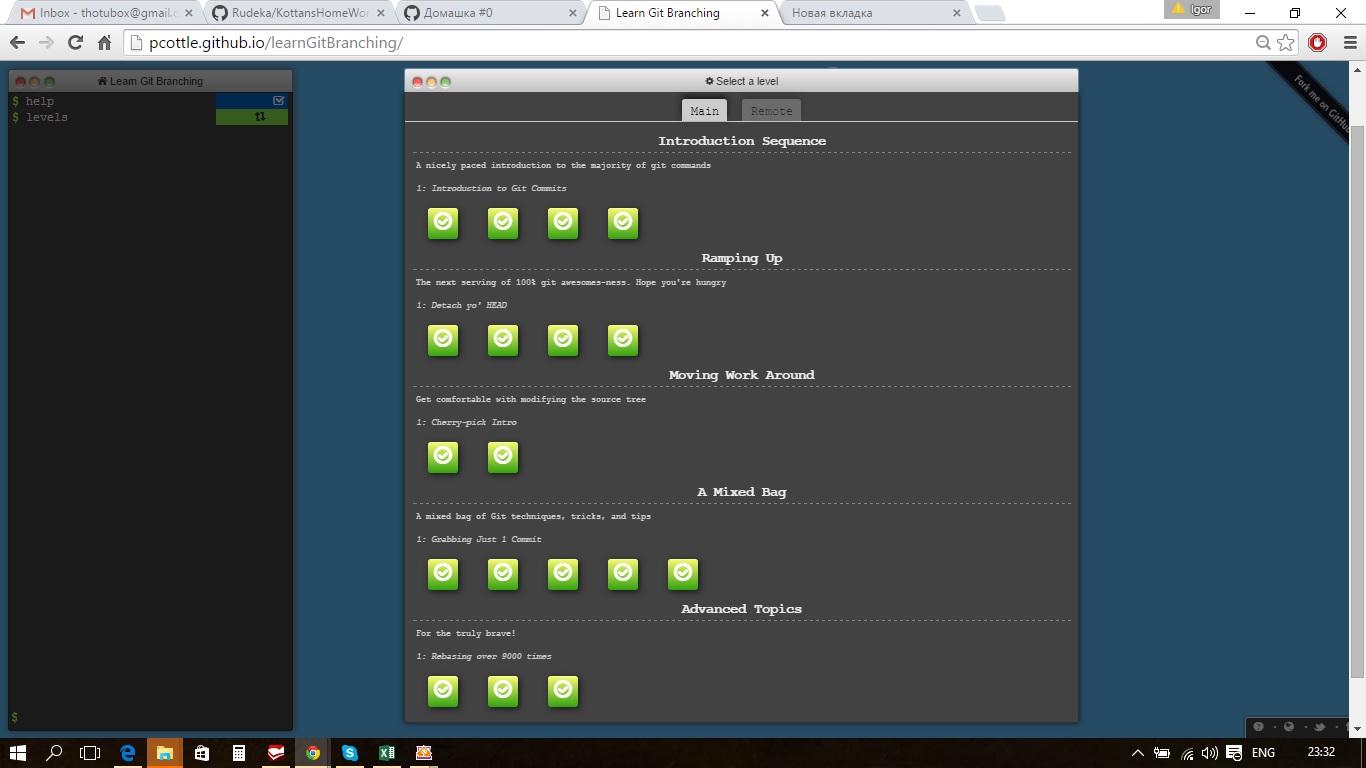 Inbox - thotubox@gmail.c
Rudeka/KottansHomeWor
Домашка #0
Learn Git Branching
Новая вкладка
Igor
pcottle.github.io/learnGitBranching/
Learn Git Branching
$ help
$ levels
$
Select a level
Main
Remote
Introduction Sequence
A nicely paced introduction to the majority of git commands
1: Introduction to Git Commits
Ramping Up
The next serving of 100% git awesomes-ness. Hope you're hungry
1: Detach yo' HEAD
Moving Work Around
Get comfortable with modifying the source tree
1: Cherry-pick Intro
A Mixed Bag
A mixed bag of Git techniques, tricks, and tips
1: Grabbing Just 1 Commit
Advanced Topics
For the truly brave!
1: Rebasing over 9000 times
Fork me on GitHub
ENG
23:32